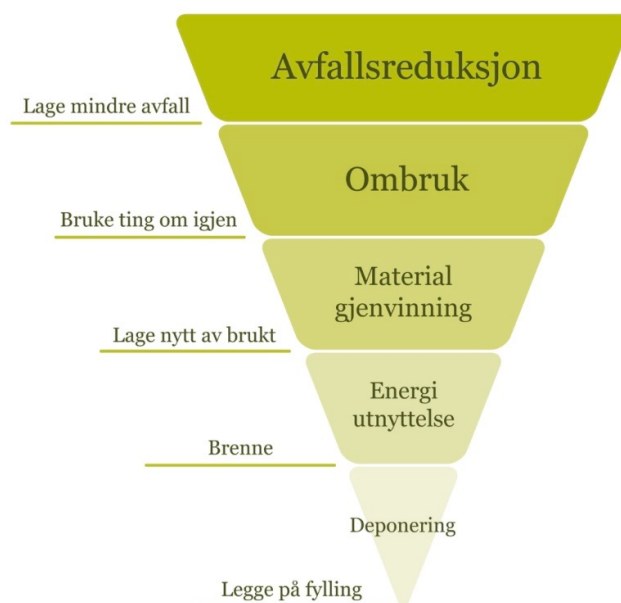 Avfallsreduksjon
Lage mindre avfall
Ombruk
Bruke ting om igjen
Material
gjenvinning
Lage nytt av brukt
Energi
utnyttelse
Brenne
Deponering
Legge på fylling